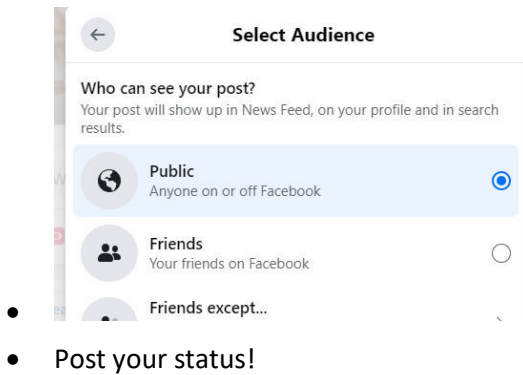 Select Audience
Who can see your post?
Your post will show up in News Feed, on your profile and in search
results.
Public
Anyone on or off Facebook
Friends
Your friends on Facebook
Friends except...
• Post your status!